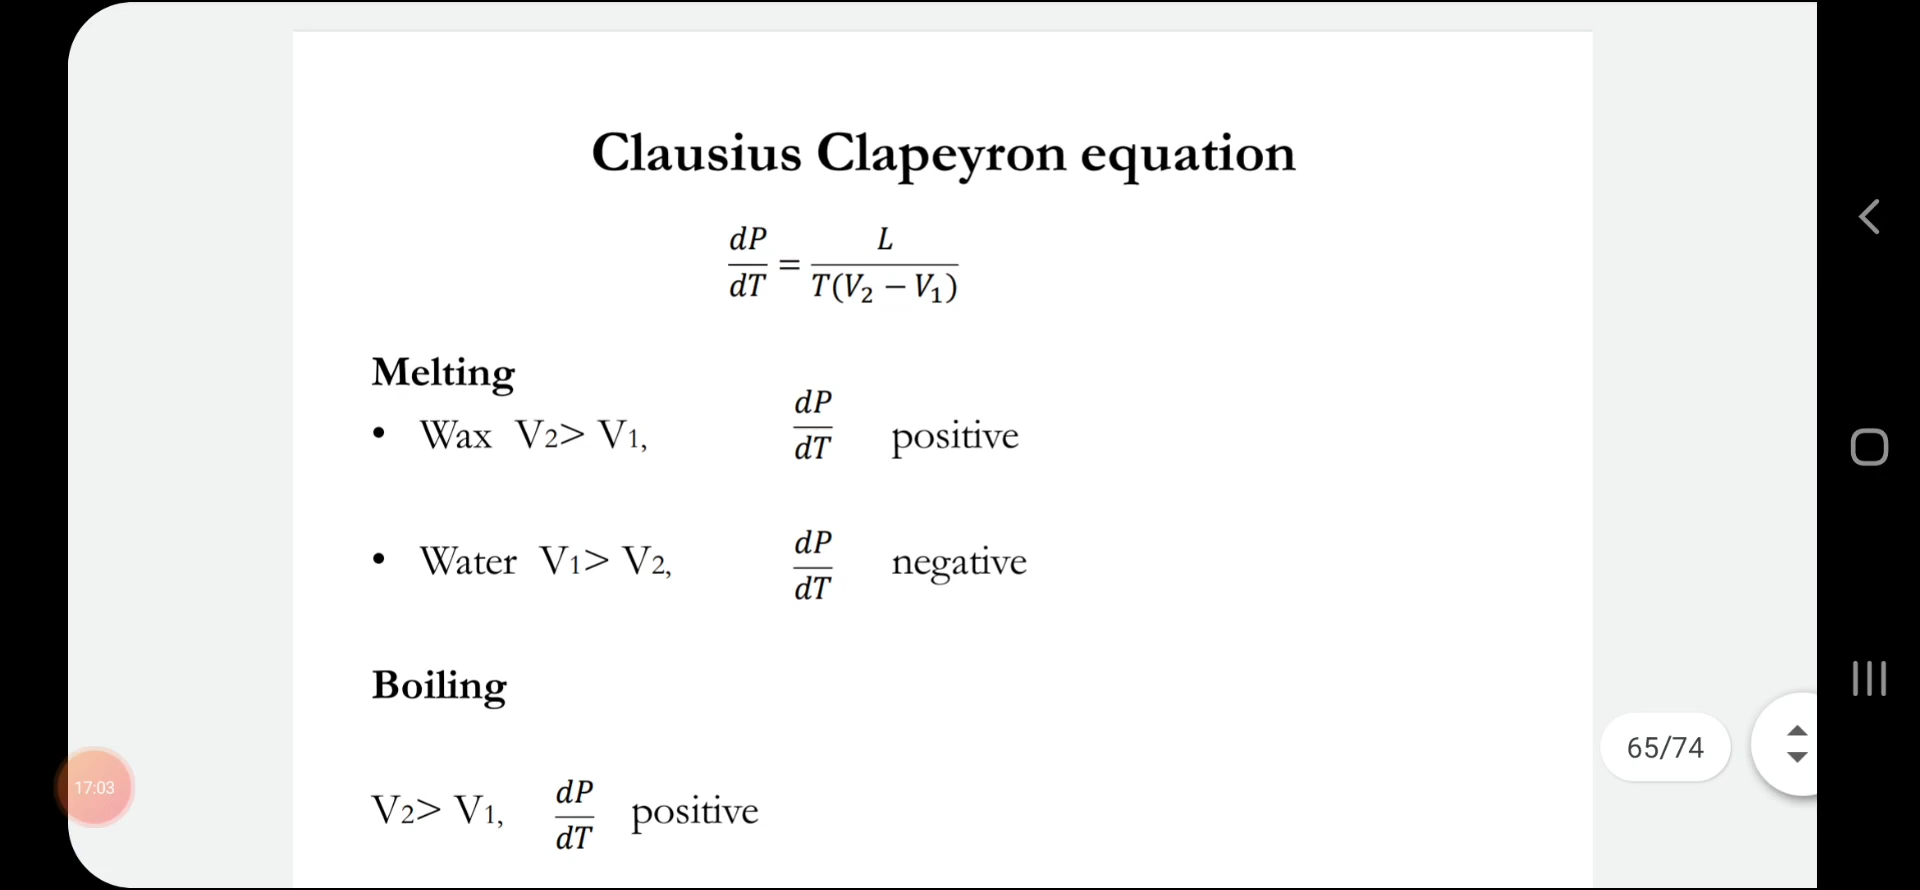 Clausius Clapeyron equation
dP/dT = L/T(V₂ − V₁)
Melting
• Wax V2> V1, dP/dT positive
• Water V1> V2, dP/dT negative
Boiling
V2> V1, dP/dT positive
65/74
17:03